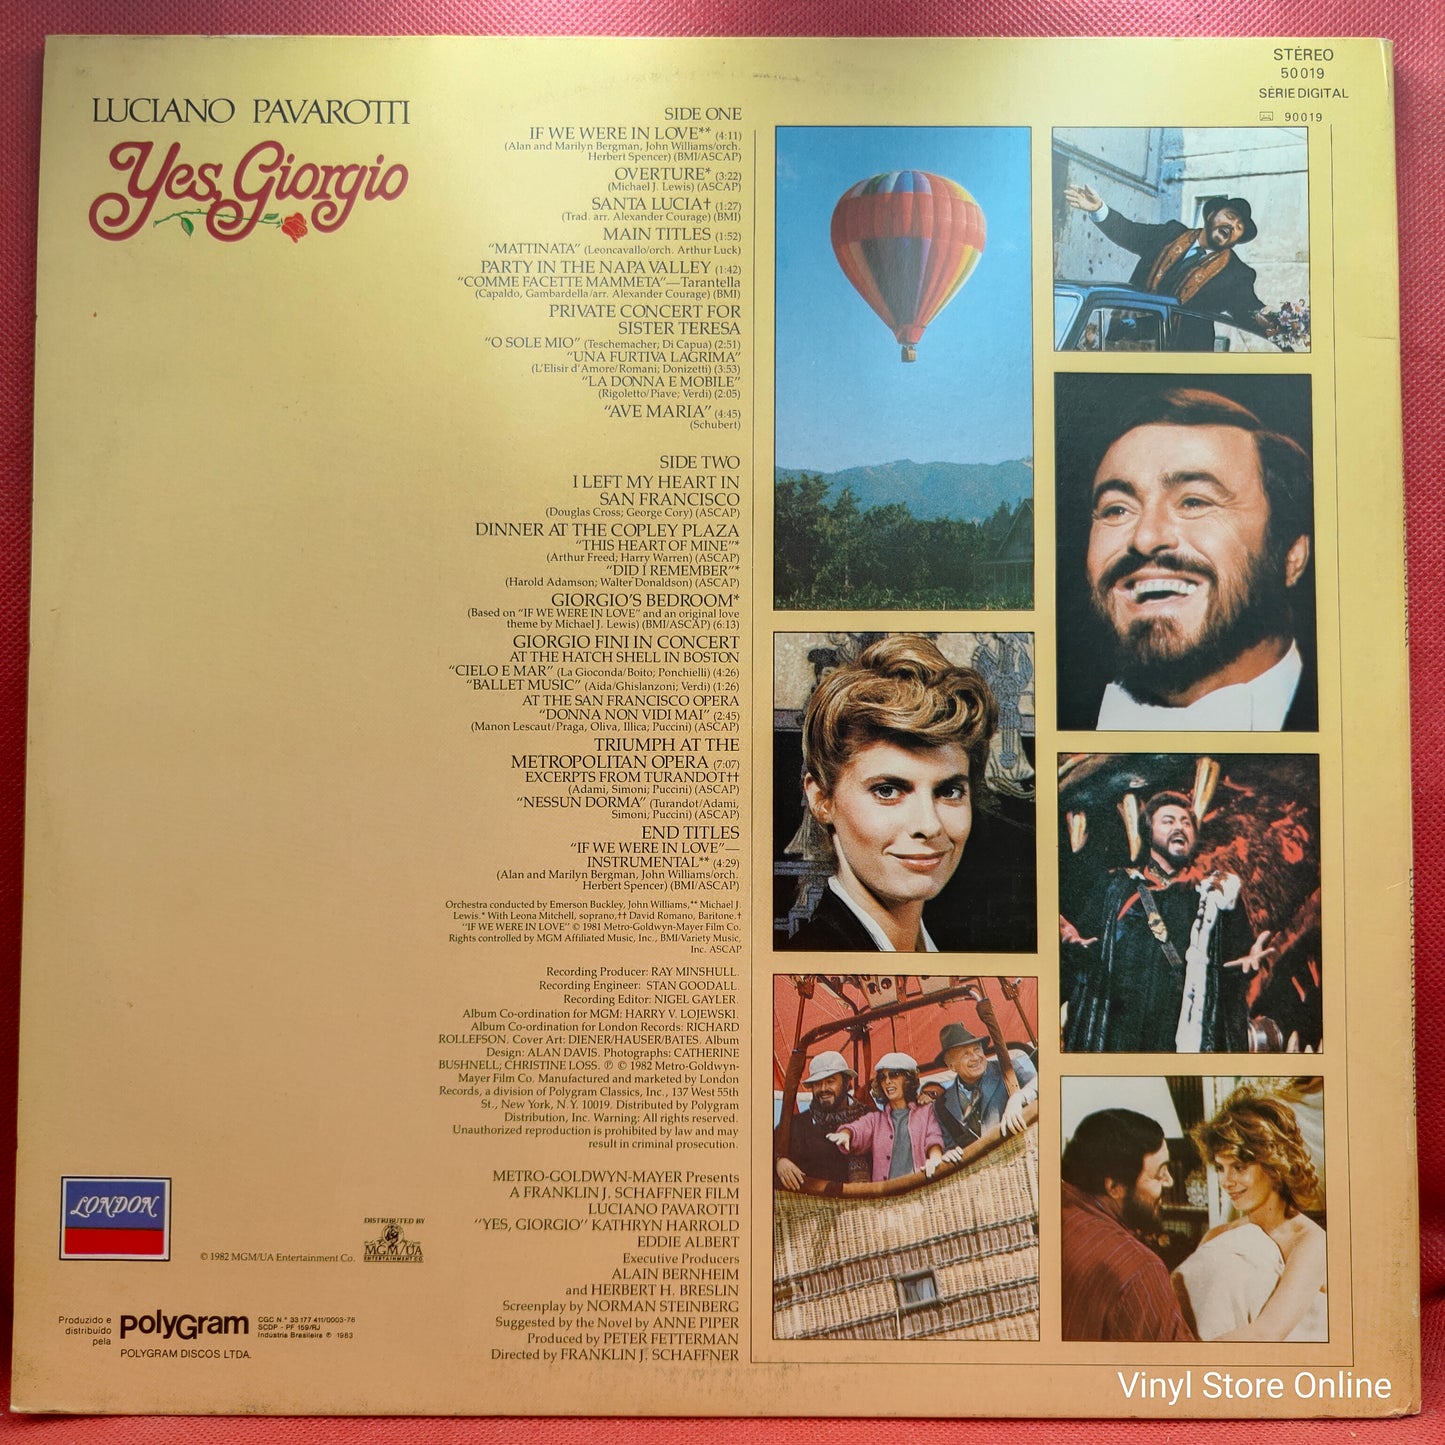 LUCIANO PAVAROTTI
Yes, Giorgio
STÉREO
50019
SÉRIE DIGITAL
90019
SIDE ONE
IF WE WERE IN LOVE** (4:11)
(Alan and Marilyn Bergman, John Williams/orch.
Herbert Spencer) (BMI/ASCAP)
OVERTURE* (3:22)
(Michael J. Lewis) (ASCAP)
SANTA LUCIA† (1:27)
(Trad. arr. Alexander Courage) (BMI)
MAIN TITLES (1:52)
“MATTINATA” (Leoncavallo/orch. Arthur Luck)
PARTY IN THE NAPA VALLEY (1:42)
“COMME FACETTE MAMMETA”—Tarantella
(Capaldo, Gambardella/arr. Alexander Courage) (BMI)
PRIVATE CONCERT FOR
SISTER TERESA
“O SOLE MIO” (Teschemacher; Di Capua) (2:51)
“UNA FURTIVA LAGRIMA”
(L'Elisir d'Amore/Romani; Donizetti) (3:53)
“LA DONNA E MOBILE”
(Rigoletto/Piave; Verdi) (2:05)
“AVE MARIA” (4:45)
(Schubert)
SIDE TWO
I LEFT MY HEART IN
SAN FRANCISCO
(Douglas Cross; George Cory) (ASCAP)
DINNER AT THE COPLEY PLAZA
“THIS HEART OF MINE”*
(Arthur Freed; Harry Warren) (ASCAP)
“DID I REMEMBER”*
(Harold Adamson; Walter Donaldson) (ASCAP)
GIORGIO'S BEDROOM*
(Based on “IF WE WERE IN LOVE” and an original love
theme by Michael J. Lewis) (BMI/ASCAP) (6:13)
GIORGIO FINI IN CONCERT
AT THE HATCH SHELL IN BOSTON
“CIELO E MAR” (La Gioconda/Boito; Ponchielli) (4:26)
“BALLET MUSIC” (Aida/Ghislanzoni; Verdi) (1:26)
AT THE SAN FRANCISCO OPERA
“DONNA NON VIDI MAI” (2:45)
(Manon Lescaut/Praga, Oliva, Illica; Puccini) (ASCAP)
TRIUMPH AT THE
METROPOLITAN OPERA (7:07)
EXCERPTS FROM TURANDOT††
(Adami, Simoni; Puccini) (ASCAP)
“NESSUN DORMA” (Turandot/Adami,
Simoni; Puccini) (ASCAP)
END TITLES
“IF WE WERE IN LOVE”—
INSTRUMENTAL** (4:29)
(Alan and Marilyn Bergman, John Williams/orch.
Herbert Spencer) (BMI/ASCAP)
Orchestra conducted by Emerson Buckley, John Williams,** Michael J.
Lewis.* With Leona Mitchell, soprano,†† David Romano, Baritone.†
“IF WE WERE IN LOVE” © 1981 Metro-Goldwyn-Mayer Film Co.
Rights controlled by MGM Affiliated Music, Inc., BMI/Variety Music,
Inc. ASCAP
Recording Producer: RAY MINSHULL.
Recording Engineer: STAN GOODALL.
Recording Editor: NIGEL GAYLER.
Album Co-ordination for MGM: HARRY V. LOJEWSKI.
Album Co-ordination for London Records: RICHARD
ROLLEFSON. Cover Art: DIENER/HAUSER/BATES. Album
Design: ALAN DAVIS. Photographs: CATHERINE
BUSHNELL; CHRISTINE LOSS. ℗ © 1982 Metro-Goldwyn-
Mayer Film Co. Manufactured and marketed by London
Records, a division of Polygram Classics, Inc., 137 West 55th
St., New York, N.Y. 10019. Distributed by Polygram
Distribution, Inc. Warning: All rights reserved.
Unauthorized reproduction is prohibited by law and may
result in criminal prosecution.
METRO-GOLDWYN-MAYER Presents
A FRANKLIN J. SCHAFFNER FILM
LUCIANO PAVAROTTI
“YES, GIORGIO” KATHRYN HARROLD
EDDIE ALBERT
Executive Producers
ALAIN BERNHEIM
and HERBERT H. BRESLIN
Screenplay by NORMAN STEINBERG
Suggested by the Novel by ANNE PIPER
Produced by PETER FETTERMAN
Directed by FRANKLIN J. SCHAFFNER
LONDON
© 1982 MGM/UA Entertainment Co.
DISTRIBUTED BY
MGM/UA
ENTERTAINMENT CO.
Produzido e
distribuído
pela
polyGram
CGC N.° 33 177 411/0003-76
SCDP - PF 159/RJ
Indústria Brasileira ℗ 1983
POLYGRAM DISCOS LTDA.
Vinyl Store Online